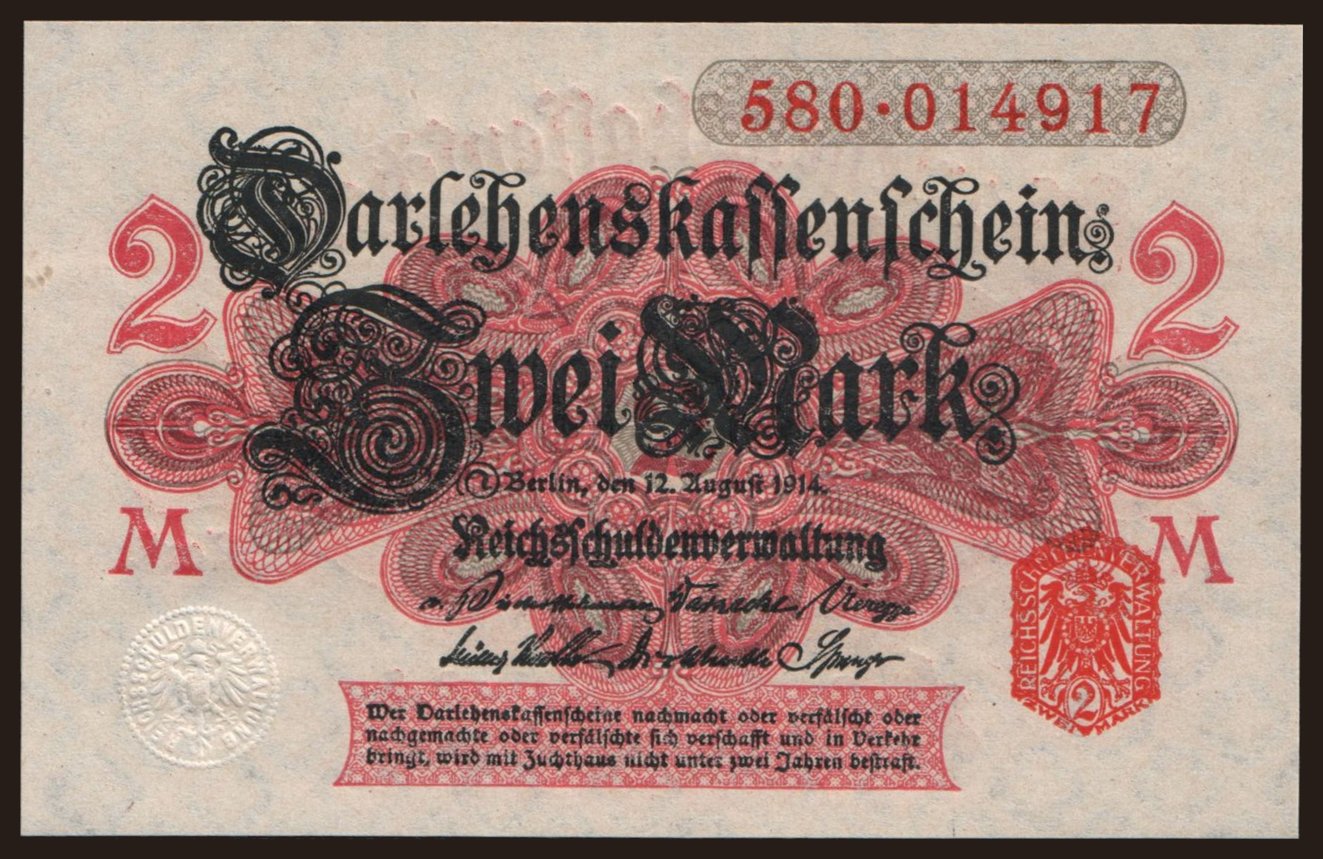 580·014917
Darlehenskassenschein
2 2
Zwei Mark
Berlin, den 12. August 1914.
M M
Reichsschuldenverwaltung
REICHSSCHULDENVERWALTUNG
REICHSSCHULDENVERWALTUNG
2
ZWEI MARK
Wer Darlehenskassenscheine nachmacht oder verfälscht oder
nachgemachte oder verfälschte sich verschafft und in Verkehr
bringt, wird mit Zuchthaus nicht unter zwei Jahren bestraft.